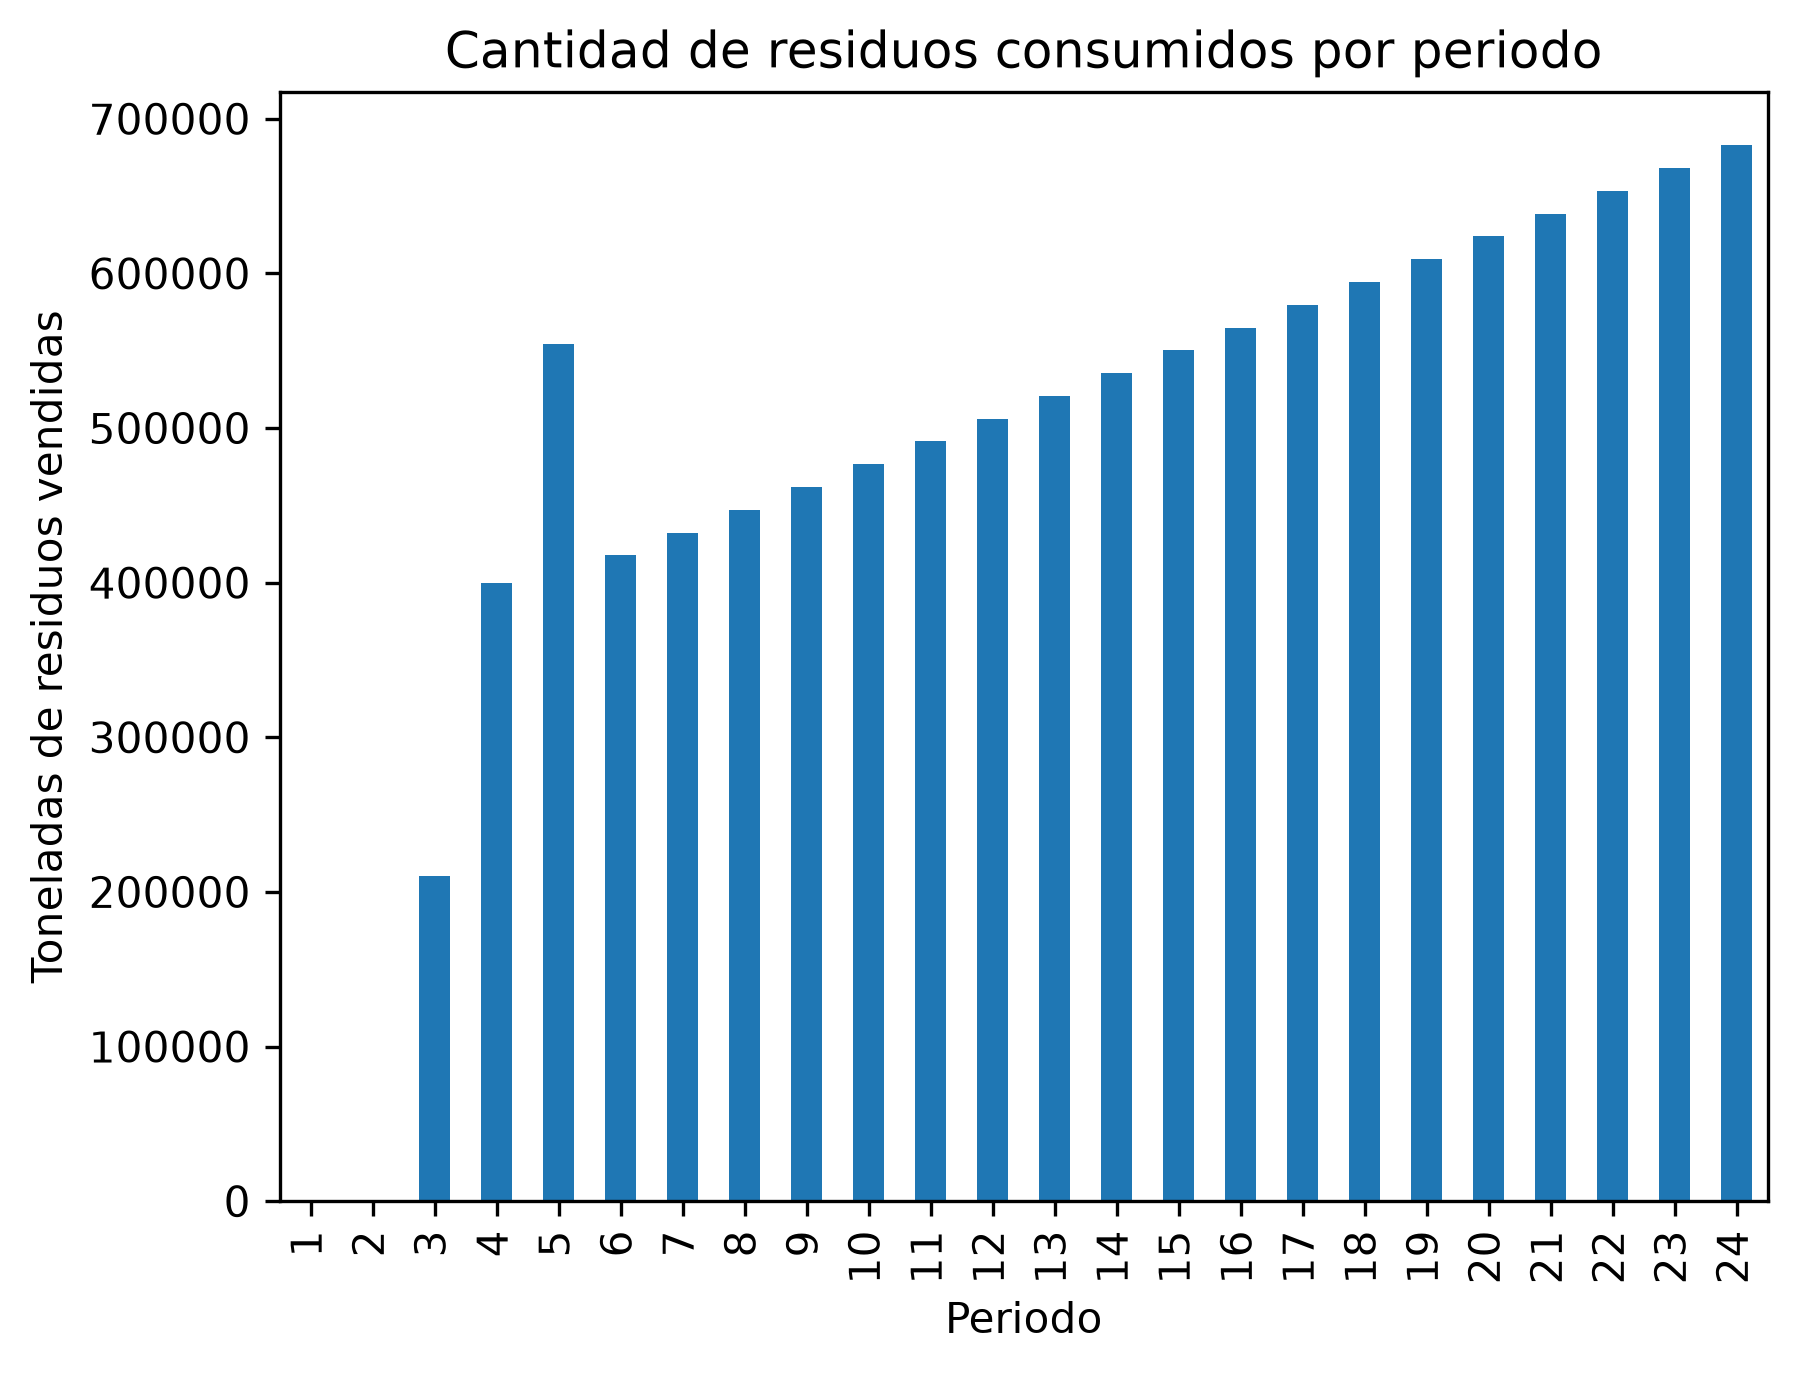 Cantidad de residuos consumidos por periodo
Toneladas de residuos vendidas
700000
600000
500000
400000
300000
200000
100000
0
1 2 3 4 5 6 7 8 9 10 11 12 13 14 15 16 17 18 19 20 21 22 23 24
Periodo